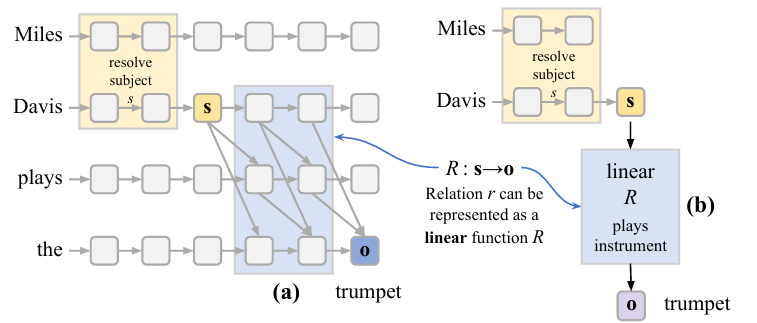 Miles
resolve
subject
s
Davis
s
plays
the
o
(a)
trumpet
R : s→o
Relation r can be
represented as a
linear function R
Miles
resolve
subject
s
Davis
s
linear
R
plays
instrument
(b)
o
trumpet